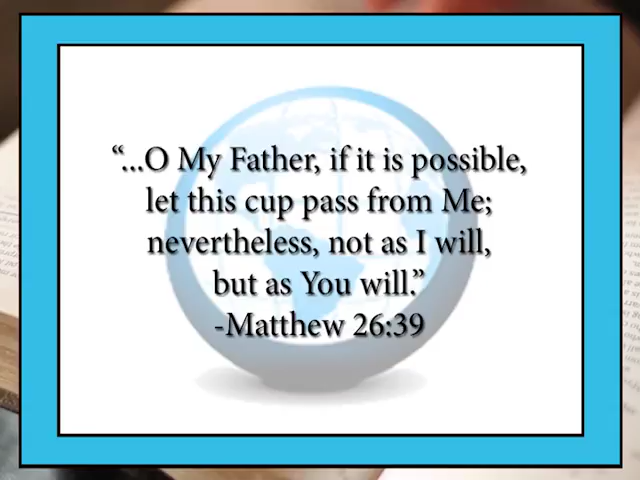 “...O My Father, if it is possible,
let this cup pass from Me;
nevertheless, not as I will,
but as You will.”
-Matthew 26:39